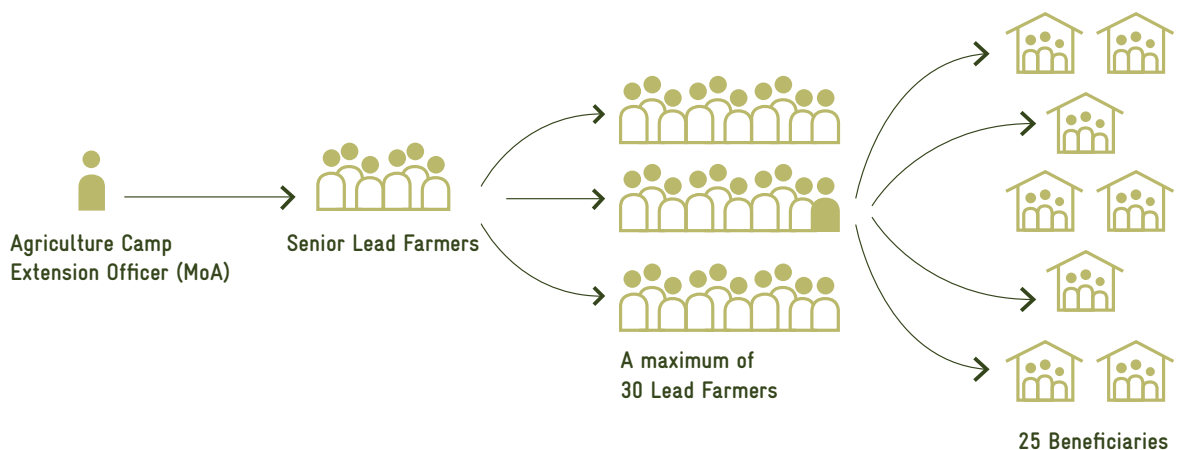 Agriculture Camp
Extension Officer (MoA)
Senior Lead Farmers
A maximum of
30 Lead Farmers
25 Beneficiaries